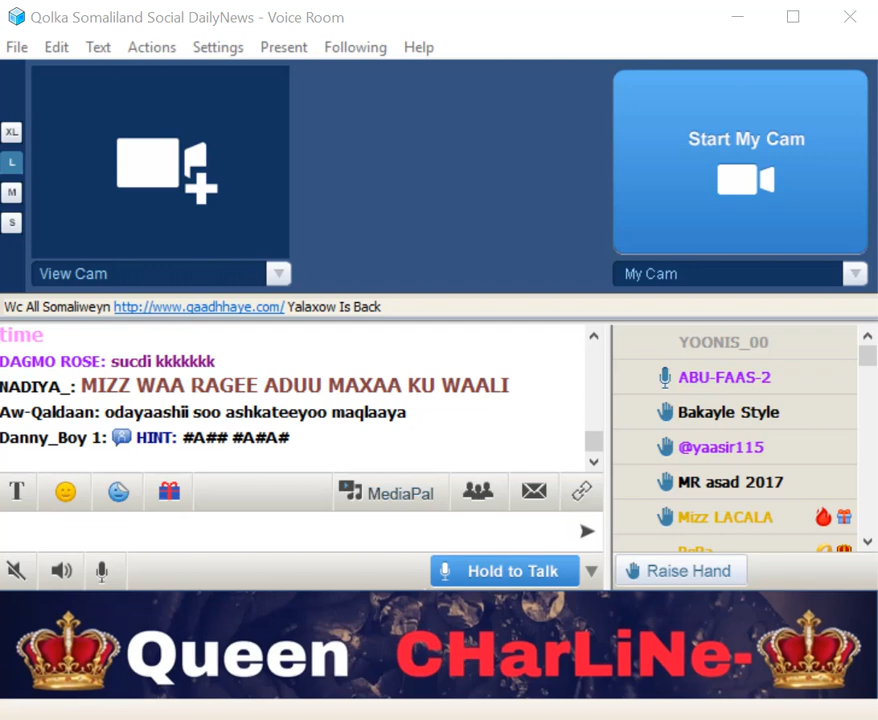 Qolka Somaliland Social DailyNews - Voice Room
File Edit Text Actions Settings Present Following Help
XL
L
M
S
Start My Cam
View Cam
My Cam
Wc All Somaliweyn http://www.qaadhhaye.com/ Yalaxow Is Back
time
DAGMO ROSE: sucdi kkkkkkk
NADIYA_: MIZZ WAA RAGEE ADUU MAXAA KU WAALI
Aw-Qaldaan: odayaashii soo ashkateeyoo maqlaaya
Danny_Boy 1: HINT: #A## #A#A#
YOONIS_00
ABU-FAAS-2
Bakayle Style
@yaasir115
MR asad 2017
Mizz LACALA
T
MediaPal
Hold to Talk
Raise Hand
Queen CHarLiNe-